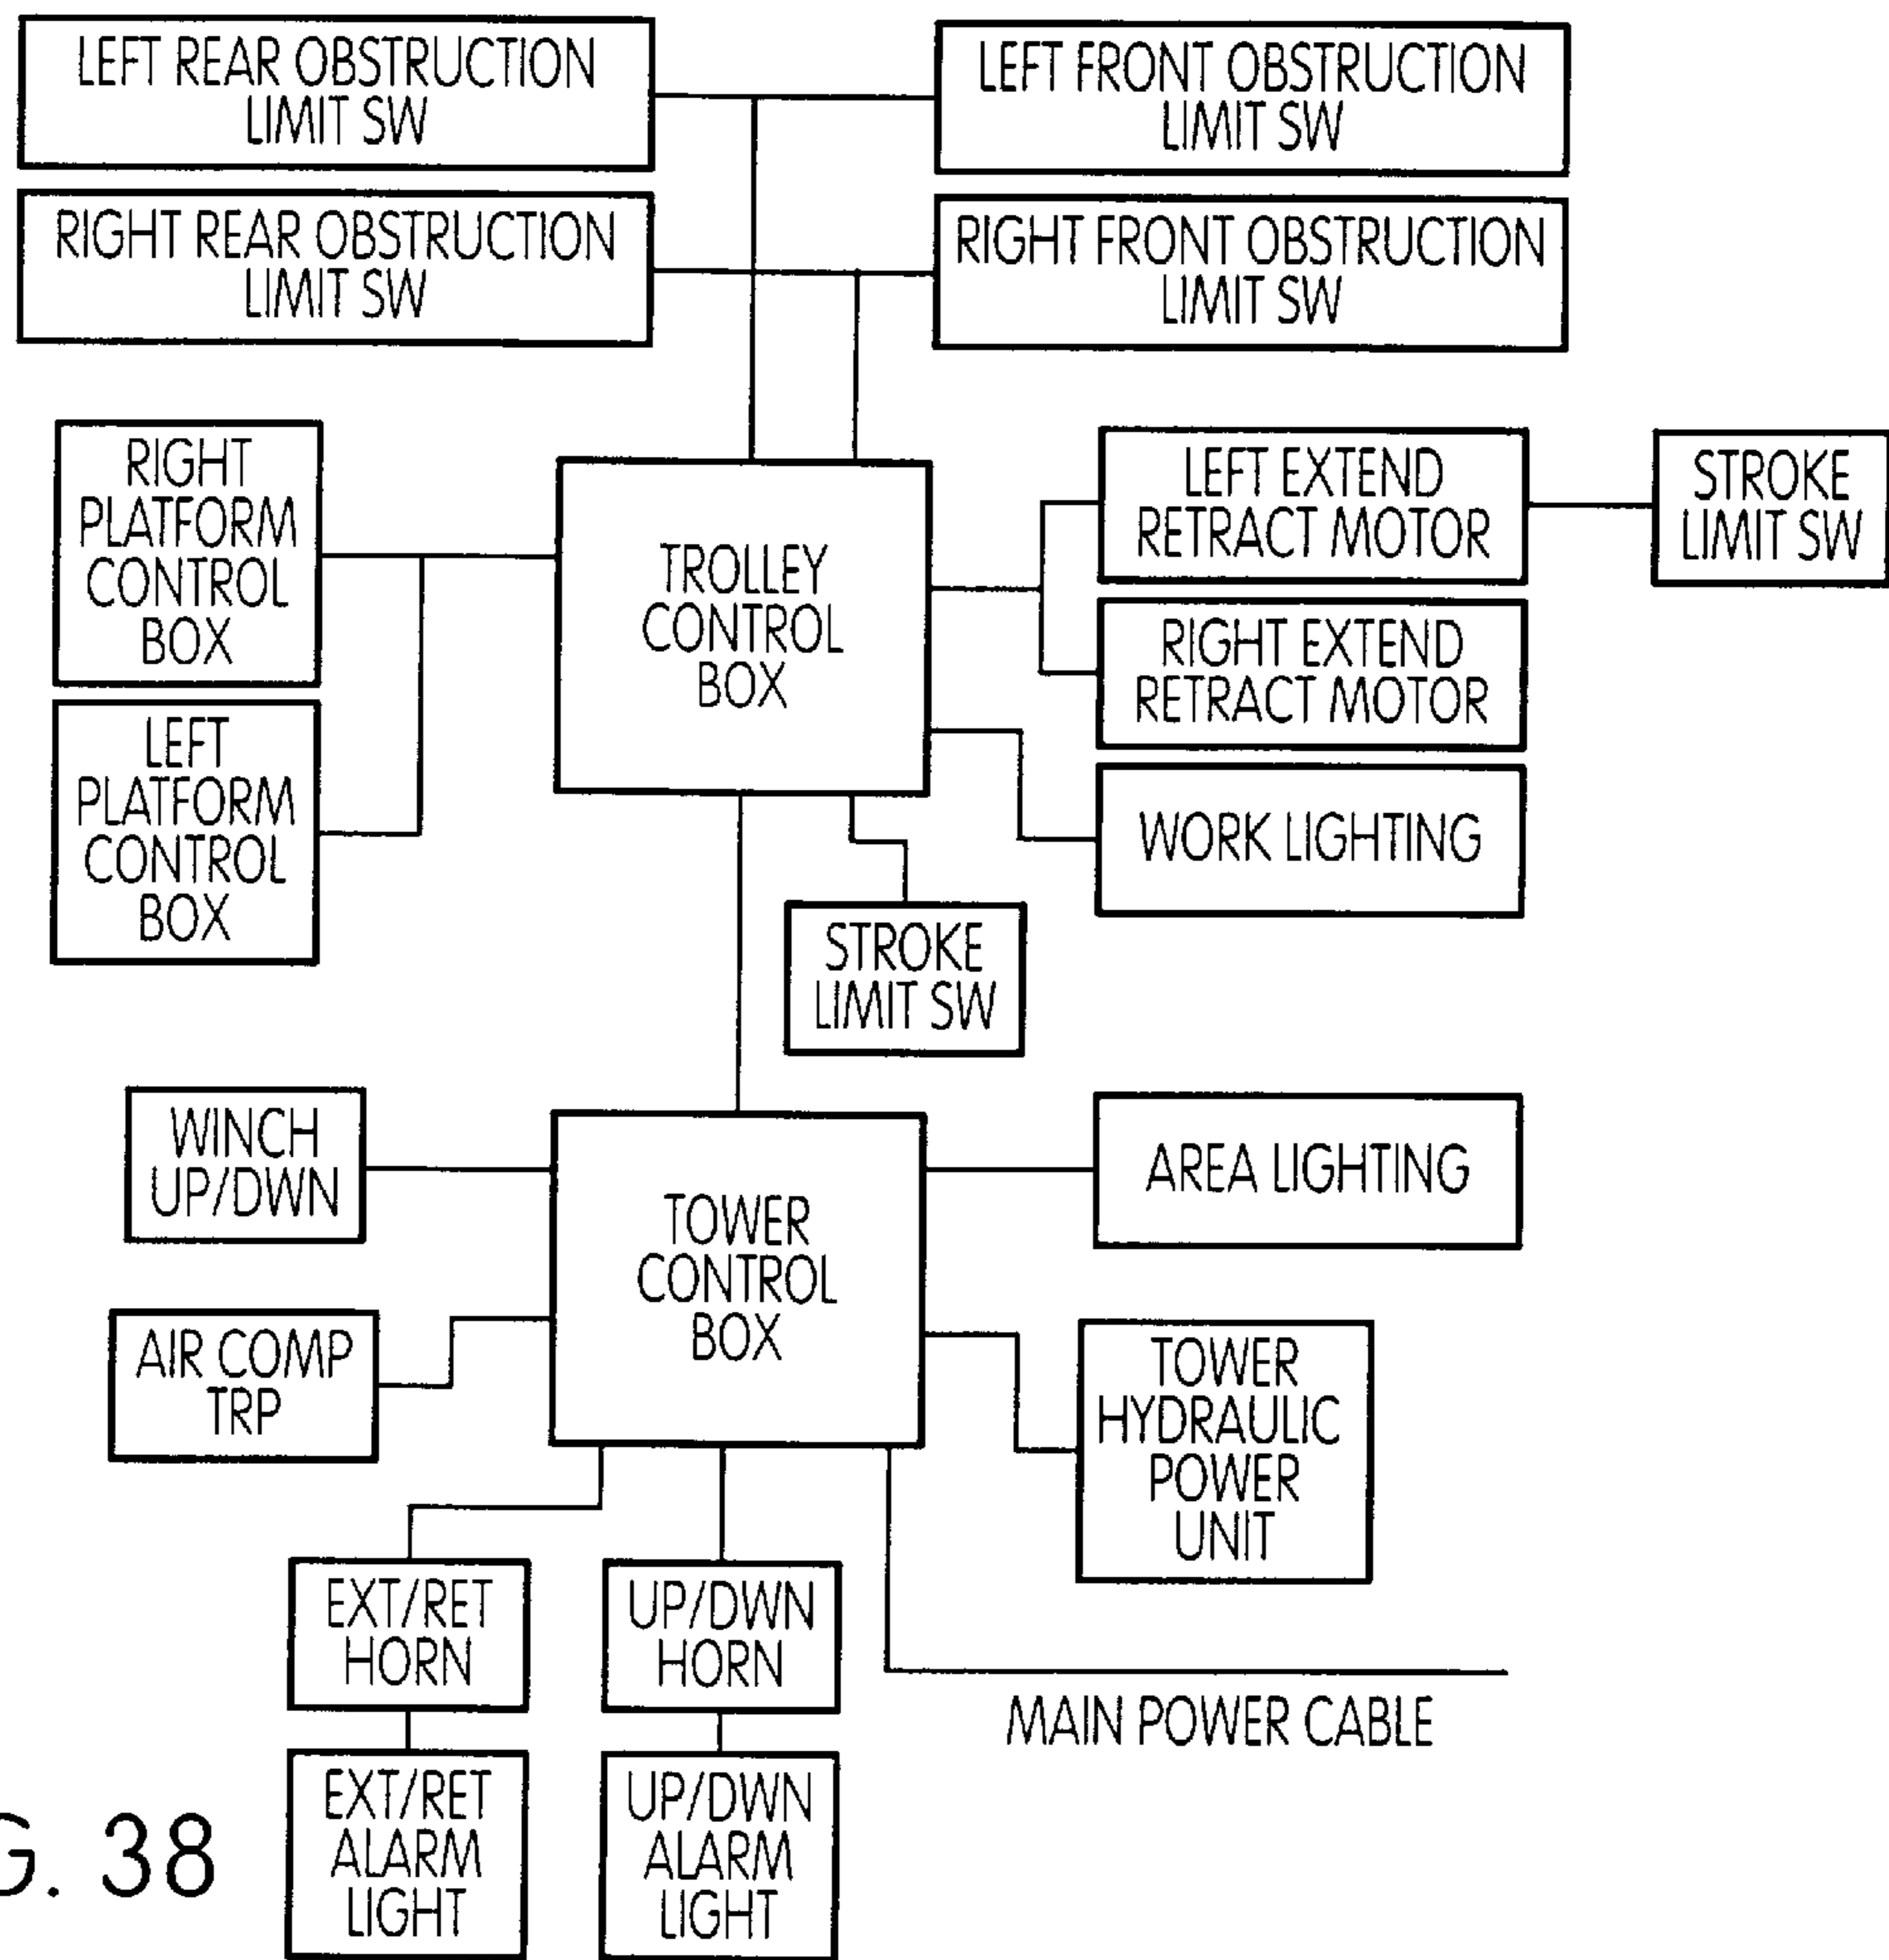 LEFT REAR OBSTRUCTION
LIMIT SW
LEFT FRONT OBSTRUCTION
LIMIT SW
RIGHT REAR OBSTRUCTION
LIMIT SW
RIGHT FRONT OBSTRUCTION
LIMIT SW
RIGHT
PLATFORM
CONTROL
BOX
TROLLEY
CONTROL
BOX
LEFT EXTEND
RETRACT MOTOR
STROKE
LIMIT SW
RIGHT EXTEND
RETRACT MOTOR
LEFT
PLATFORM
CONTROL
BOX
WORK LIGHTING
STROKE
LIMIT SW
WINCH
UP/DWN
TOWER
CONTROL
BOX
AREA LIGHTING
AIR COMP
TRP
TOWER
HYDRAULIC
POWER
UNIT
EXT/RET
HORN
UP/DWN
HORN
MAIN POWER CABLE
EXT/RET
ALARM
LIGHT
UP/DWN
ALARM
LIGHT
G. 38